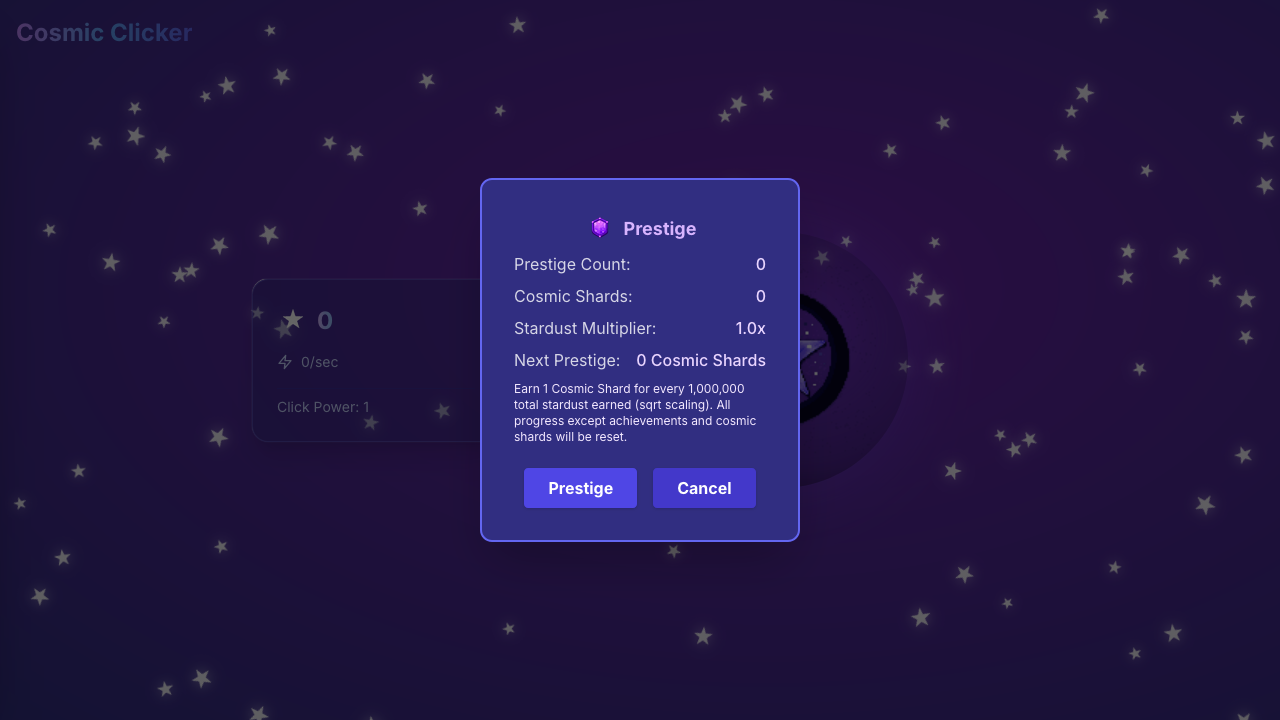 Cosmic Clicker
0
0/sec
Click Power: 1
Prestige
Prestige Count: 0
Cosmic Shards: 0
Stardust Multiplier: 1.0x
Next Prestige: 0 Cosmic Shards
Earn 1 Cosmic Shard for every 1,000,000
total stardust earned (sqrt scaling). All
progress except achievements and cosmic
shards will be reset.
Prestige Cancel